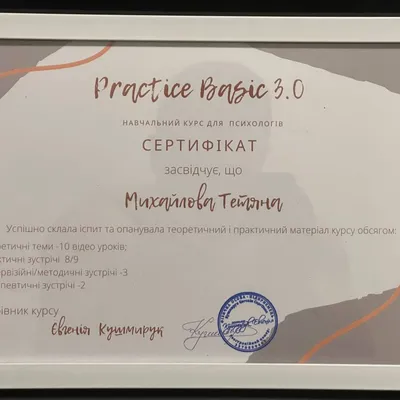 Practice Basic 3.0
НАВЧАЛЬНИЙ КУРС ДЛЯ ПСИХОЛОГІВ
СЕРТИФІКАТ
засвідчує, що
Михайлова Тетяна
Успішно склала іспит та опанувала теоретичний і практичний матеріал курсу обсягом:
ретичні теми -10 відео уроків;
ктичні зустрічі 8/9
ервізійні/методичні зустрічі -3
певтичні зустрічі -2
івник курсу
Євгенія Кушмирук